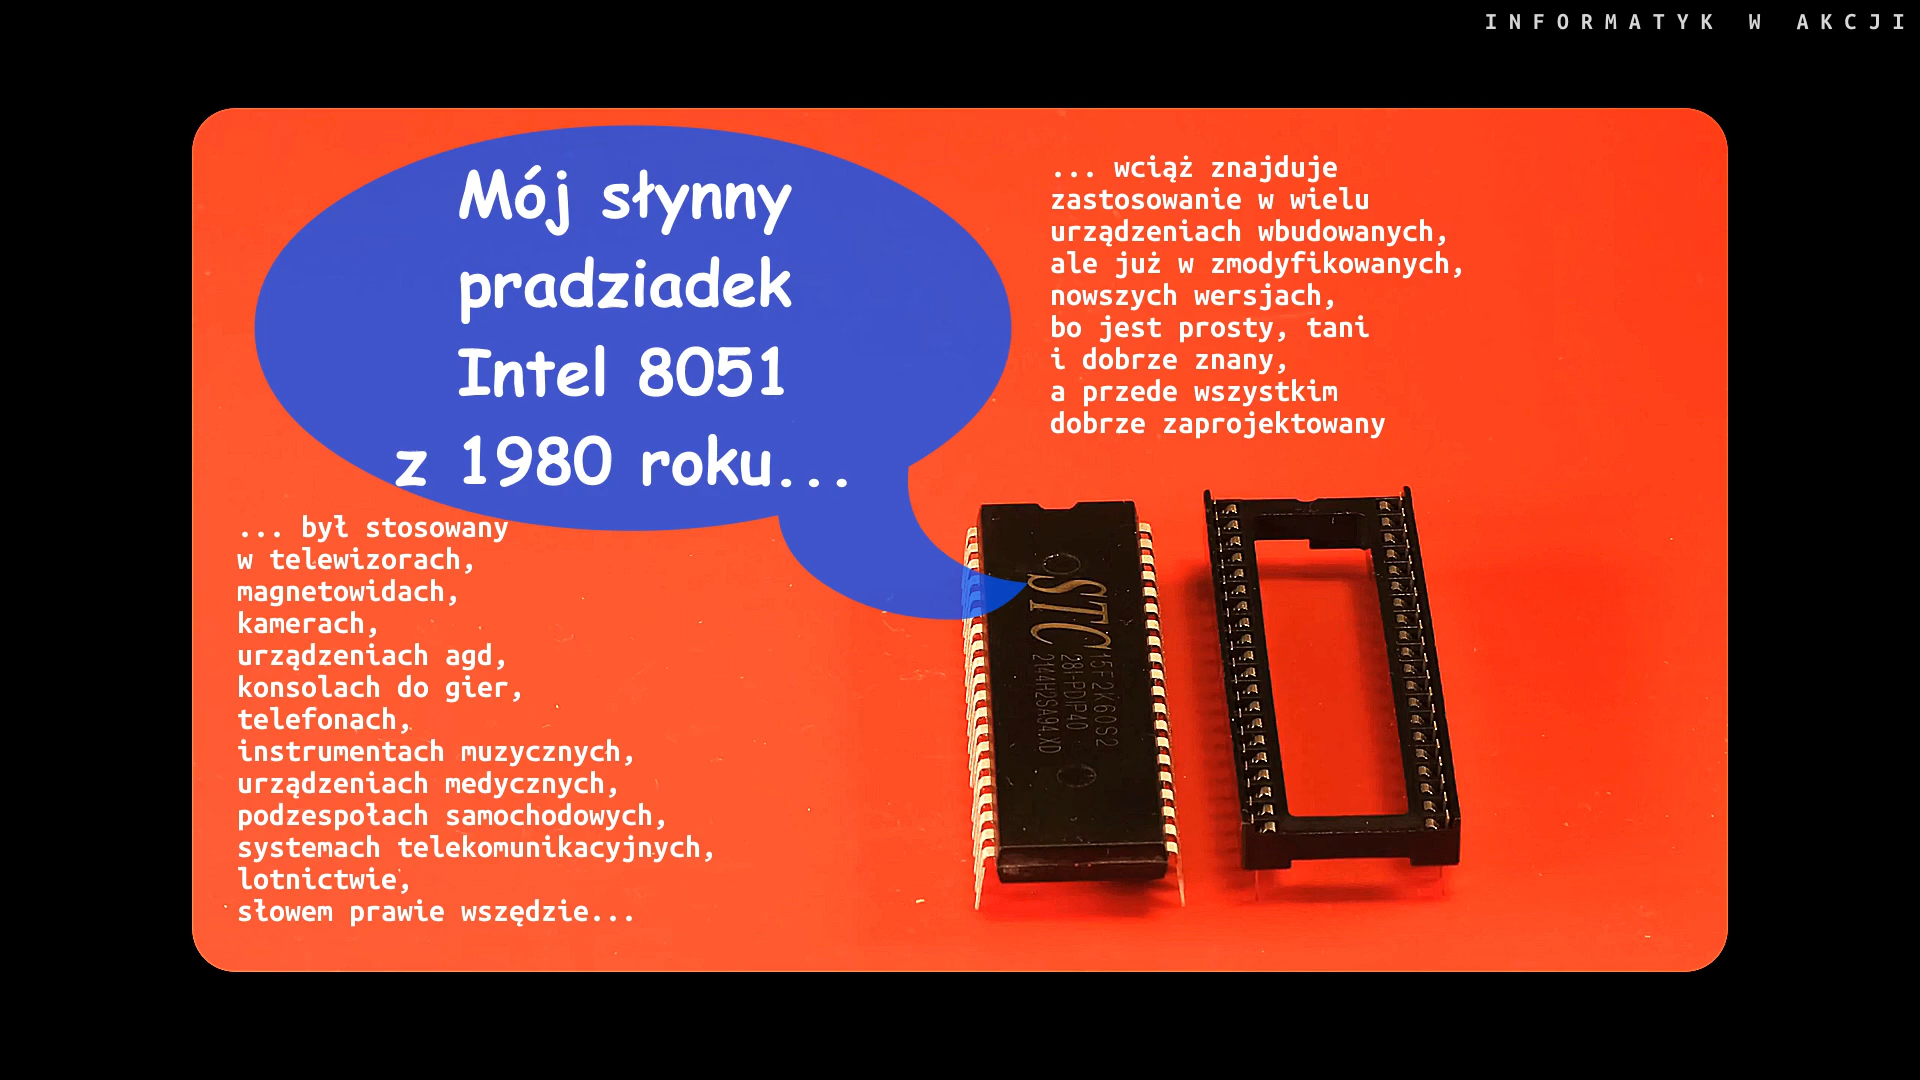 INFORMATYK W AKCJI
Mój słynny
pradziadek
Intel 8051
z 1980 roku...
... był stosowany
w telewizorach,
magnetowidach,
kamerach,
urządzeniach agd,
konsolach do gier,
telefonach,
instrumentach muzycznych,
urządzeniach medycznych,
podzespołach samochodowych,
systemach telekomunikacyjnych,
lotnictwie,
słowem prawie wszędzie...
... wciąż znajduje
zastosowanie w wielu
urządzeniach wbudowanych,
ale już w zmodyfikowanych,
nowszych wersjach,
bo jest prosty, tani
i dobrze znany,
a przede wszystkim
dobrze zaprojektowany
STC
15F2K60S2
28I-PDIP40
2144H2SA94.XD